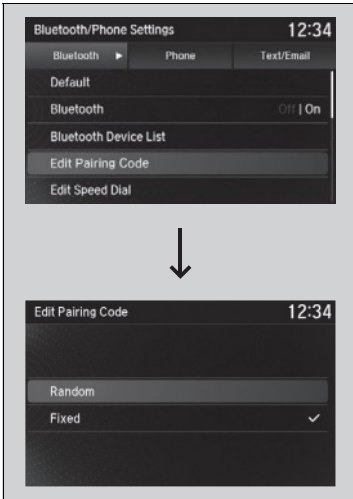 Bluetooth/Phone Settings 12:34
Bluetooth Phone Text/Email
Default
Bluetooth Off | On
Bluetooth Device List
Edit Pairing Code
Edit Speed Dial
Edit Pairing Code 12:34
Random
Fixed